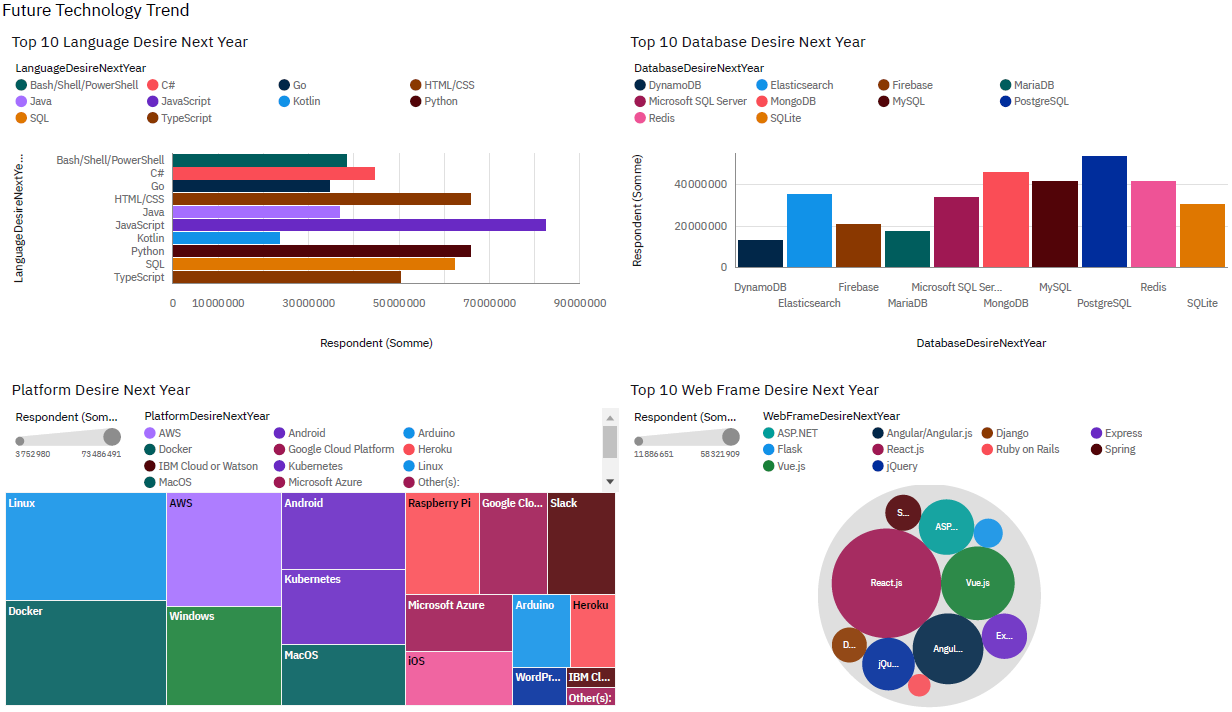 Future Technology Trend
Top 10 Language Desire Next Year
LanguageDesireNextYear
Bash/Shell/PowerShell C# Go HTML/CSS
Java JavaScript Kotlin Python
SQL TypeScript
LanguageDesireNextYe...
Bash/Shell/PowerShell
C#
Go
HTML/CSS
Java
JavaScript
Kotlin
Python
SQL
TypeScript
0 10000000 30000000 50000000 70000000 90000000
Respondent (Somme)
Top 10 Database Desire Next Year
DatabaseDesireNextYear
DynamoDB Elasticsearch Firebase MariaDB
Microsoft SQL Server MongoDB MySQL PostgreSQL
Redis SQLite
Respondent (Somme)
40000000
20000000
0
DynamoDB Firebase Microsoft SQL Ser... MySQL Redis
Elasticsearch MariaDB MongoDB PostgreSQL SQLite
DatabaseDesireNextYear
Platform Desire Next Year
Respondent (Som...
3752980 73486491
PlatformDesireNextYear
AWS Android Arduino
Docker Google Cloud Platform Heroku
IBM Cloud or Watson Kubernetes Linux
MacOS Microsoft Azure Other(s):
Linux
AWS
Android
Raspberry Pi
Google Clo...
Slack
Kubernetes
Docker
Windows
Microsoft Azure
Arduino
Heroku
MacOS
iOS
WordPr...
IBM Cl...
Other(s):
Top 10 Web Frame Desire Next Year
Respondent (Som...
11886651 58321909
WebFrameDesireNextYear
ASP.NET Angular/Angular.js Django Express
Flask React.js Ruby on Rails Spring
Vue.js jQuery
S...
ASP...
React.js
Vue.js
D...
Ex...
Angul...
jQu...